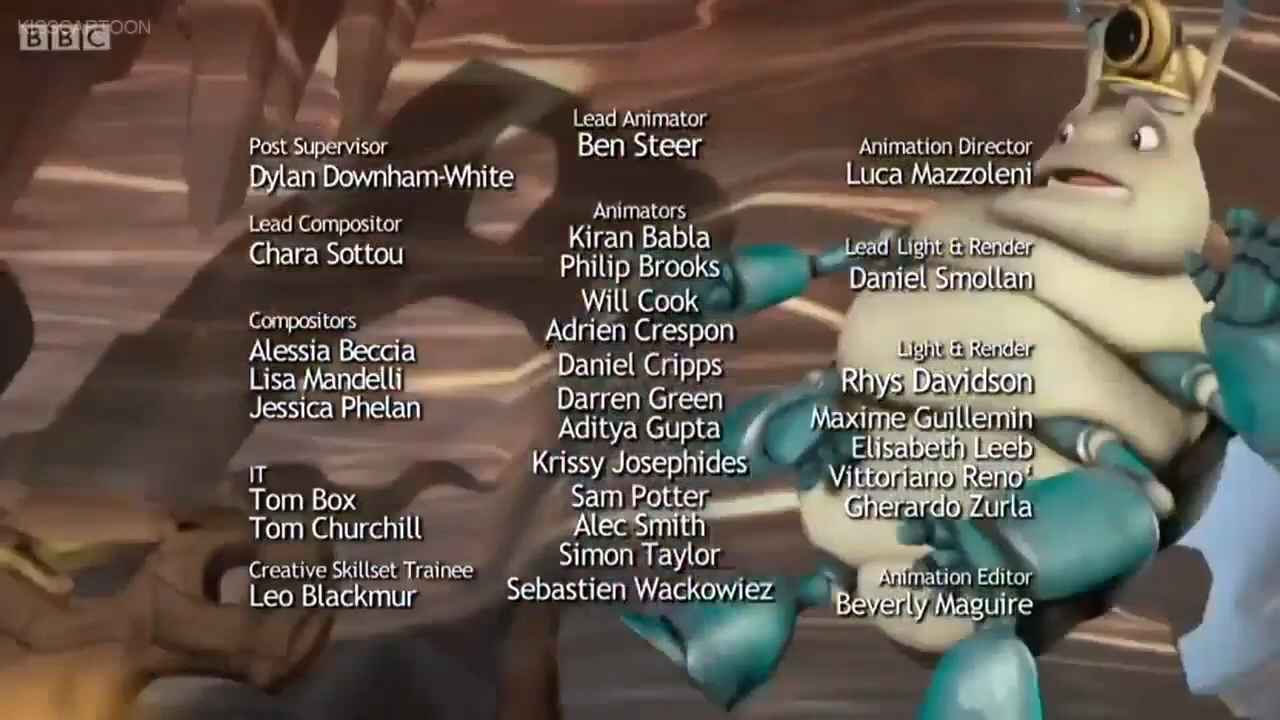 KISSCARTOON
BBC
Post Supervisor
Dylan Downham-White
Lead Compositor
Chara Sottou
Compositors
Alessia Beccia
Lisa Mandelli
Jessica Phelan
IT
Tom Box
Tom Churchill
Creative Skillset Trainee
Leo Blackmur
Lead Animator
Ben Steer
Animators
Kiran Babla
Philip Brooks
Will Cook
Adrien Crespon
Daniel Cripps
Darren Green
Aditya Gupta
Krissy Josephides
Sam Potter
Alec Smith
Simon Taylor
Sebastien Wackowiez
Animation Director
Luca Mazzoleni
Lead Light & Render
Daniel Smollan
Light & Render
Rhys Davidson
Maxime Guillemin
Elisabeth Leeb
Vittoriano Reno'
Gherardo Zurla
Animation Editor
Beverly Maguire